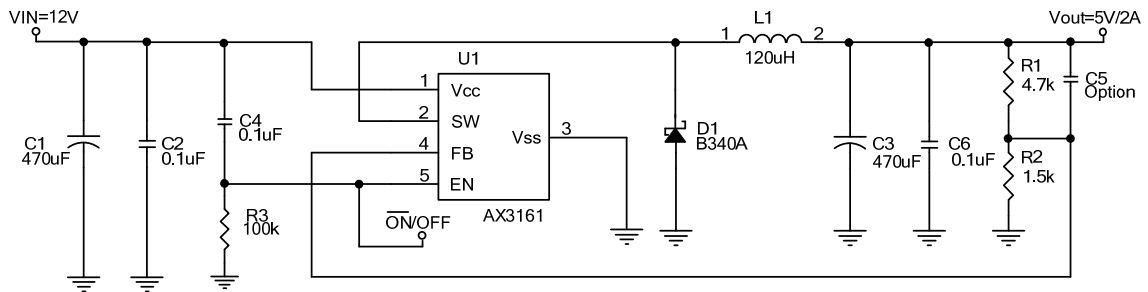 VIN=12V
L1
Vout=5V/2A
1
2
120uH
U1
R1
4.7k
C5
Option
1
Vcc
2
SW
Vss
3
4
FB
5
EN
AX3161
C1
470uF
C2
0.1uF
C4
0.1uF
R3
100k
ON/OFF
D1
B340A
C3
470uF
C6
0.1uF
R2
1.5k